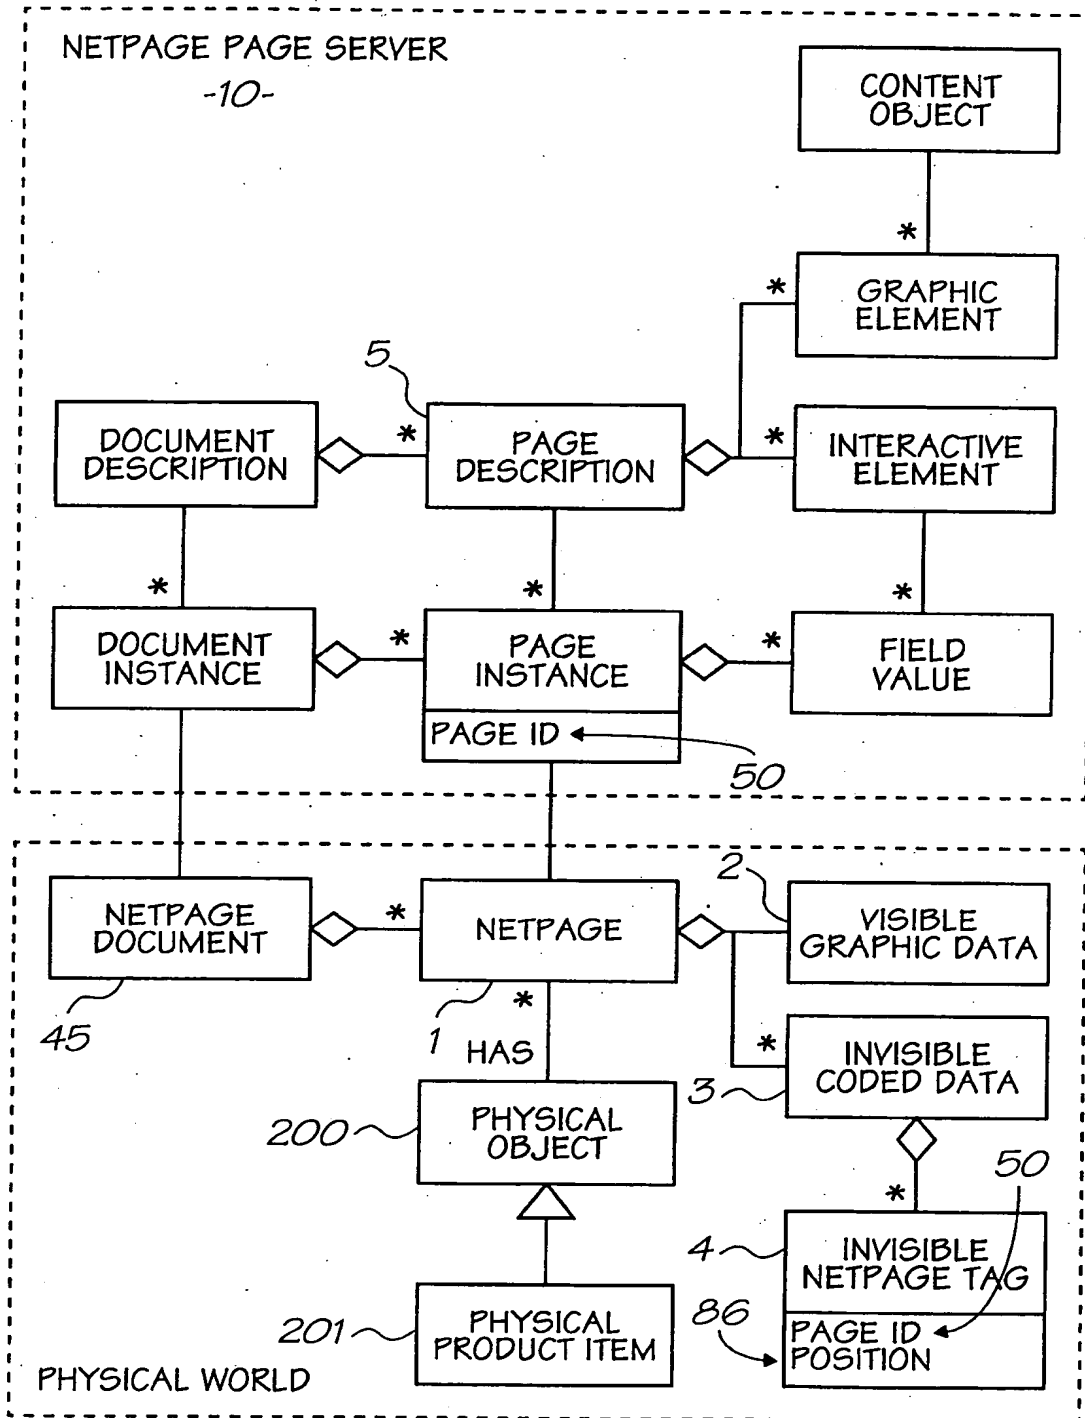 NETPAGE PAGE SERVER
-10-
CONTENT
OBJECT
*
*
GRAPHIC
ELEMENT
5
DOCUMENT
DESCRIPTION
*
PAGE
DESCRIPTION
*
INTERACTIVE
ELEMENT
*
*
*
DOCUMENT
INSTANCE
*
PAGE
INSTANCE
*
FIELD
VALUE
PAGE ID
50
2
NETPAGE
DOCUMENT
*
NETPAGE
VISIBLE
GRAPHIC DATA
45
1
*
HAS
*
3
INVISIBLE
CODED DATA
200
PHYSICAL
OBJECT
50
*
4
INVISIBLE
NETPAGE TAG
86
PAGE ID
POSITION
201
PHYSICAL
PRODUCT ITEM
PHYSICAL WORLD